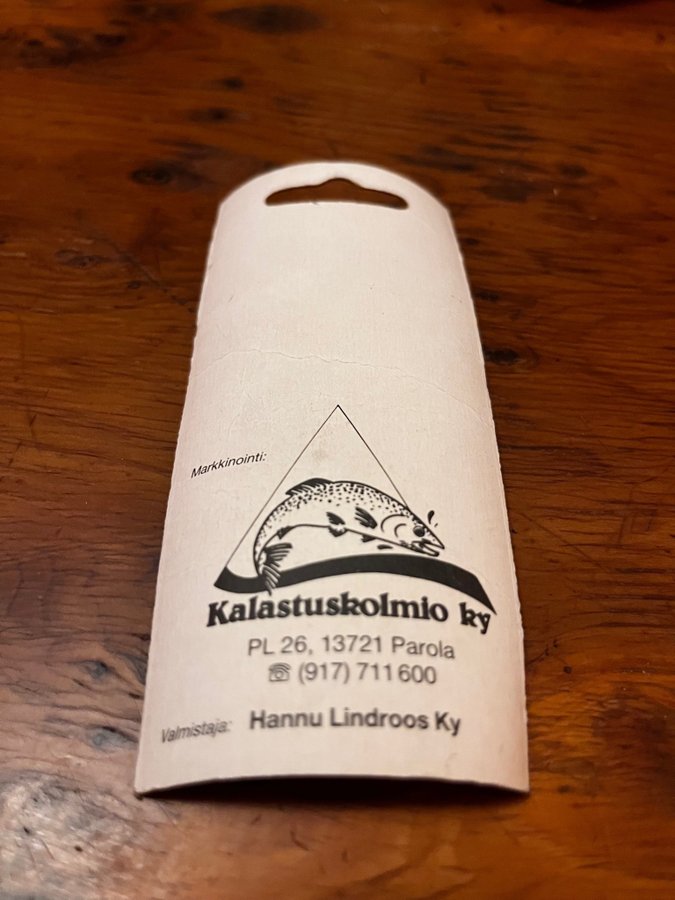 Markkinointi:
Kalastuskolmio ky
PL 26, 13721 Parola
☏ (917) 711 600
Valmistaja: Hannu Lindroos Ky